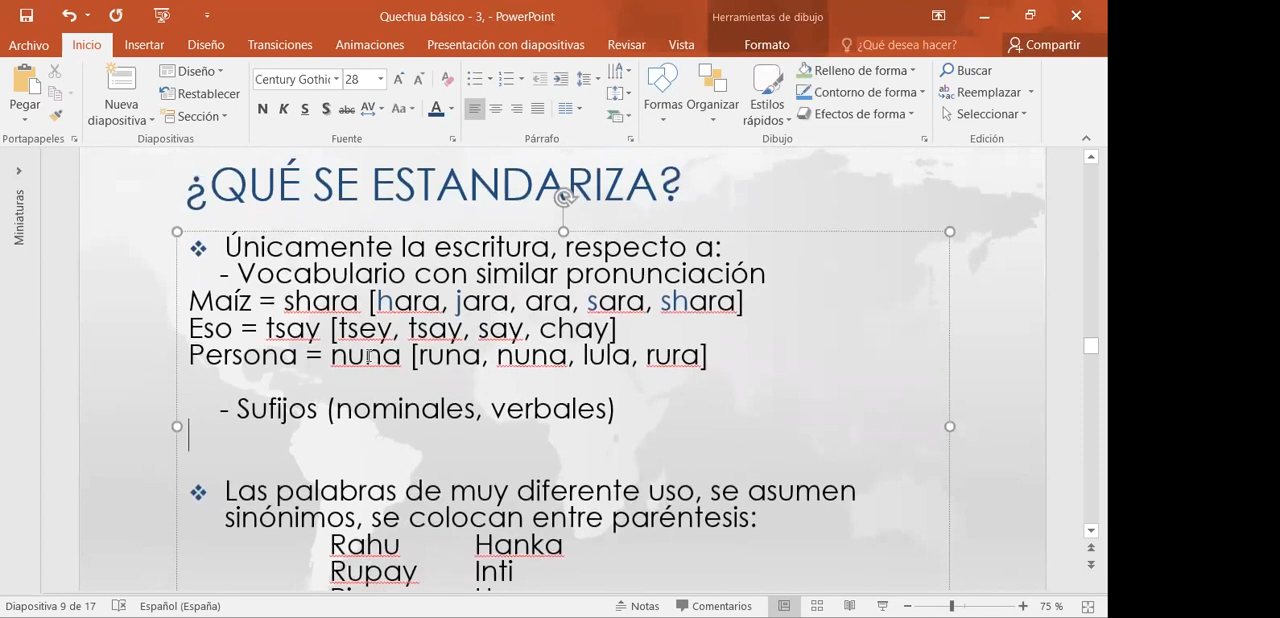 Quechua básico - 3, - PowerPoint
Herramientas de dibujo
Archivo Inicio Insertar Diseño Transiciones Animaciones Presentación con diapositivas Revisar Vista Formato ¿Qué desea hacer? Compartir
Pegar
Portapapeles
Nueva diapositiva
Diseño
Restablecer
Sección
Diapositivas
Century Gothic 28
N K S S abc AV Aa A
Fuente
Párrafo
Formas Organizar Estilos rápidos
Relleno de forma
Contorno de forma
Efectos de forma
Dibujo
Buscar
Reemplazar
Seleccionar
Edición
Miniaturas
¿QUÉ SE ESTANDARIZA?
Únicamente la escritura, respecto a:
- Vocabulario con similar pronunciación
Maíz = shara [hara, jara, ara, sara, shara]
Eso = tsay [tsey, tsay, say, chay]
Persona = nuna [runa, nuna, lula, rura]
- Sufijos (nominales, verbales)
Las palabras de muy diferente uso, se asumen
sinónimos, se colocan entre paréntesis:
Rahu Hanka
Rupay Inti
Diapositiva 9 de 17 Español (España) Notas Comentarios 75 %